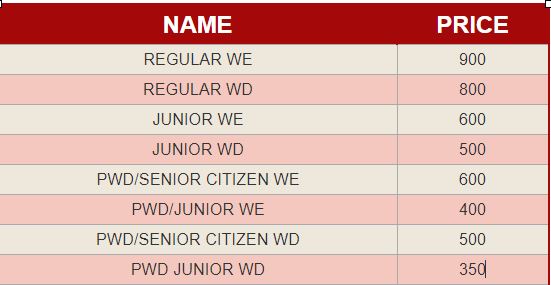 NAME PRICE
REGULAR WE 900
REGULAR WD 800
JUNIOR WE 600
JUNIOR WD 500
PWD/SENIOR CITIZEN WE 600
PWD/JUNIOR WE 400
PWD/SENIOR CITIZEN WD 500
PWD JUNIOR WD 350